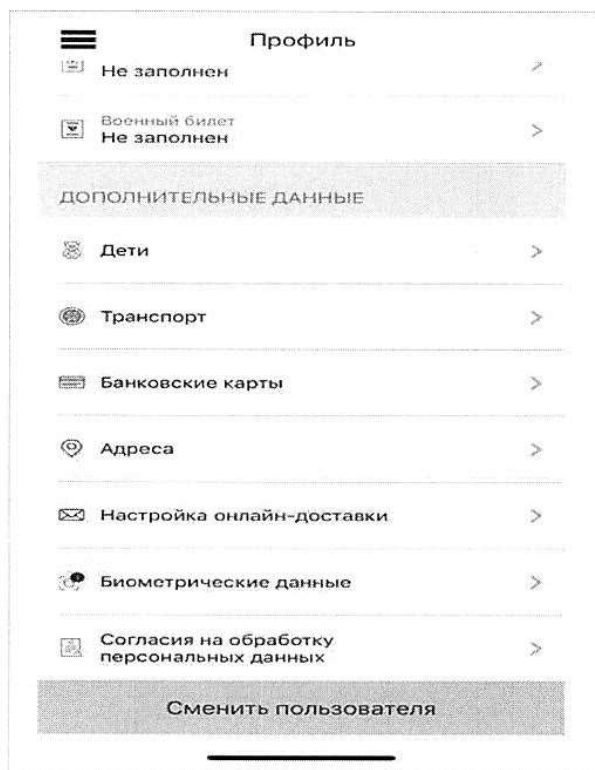 Профиль
Не заполнен
Военный билет
Не заполнен
ДОПОЛНИТЕЛЬНЫЕ ДАННЫЕ
Дети
Транспорт
Банковские карты
Адреса
Настройка онлайн-доставки
Биометрические данные
Согласия на обработку
персональных данных
Сменить пользователя